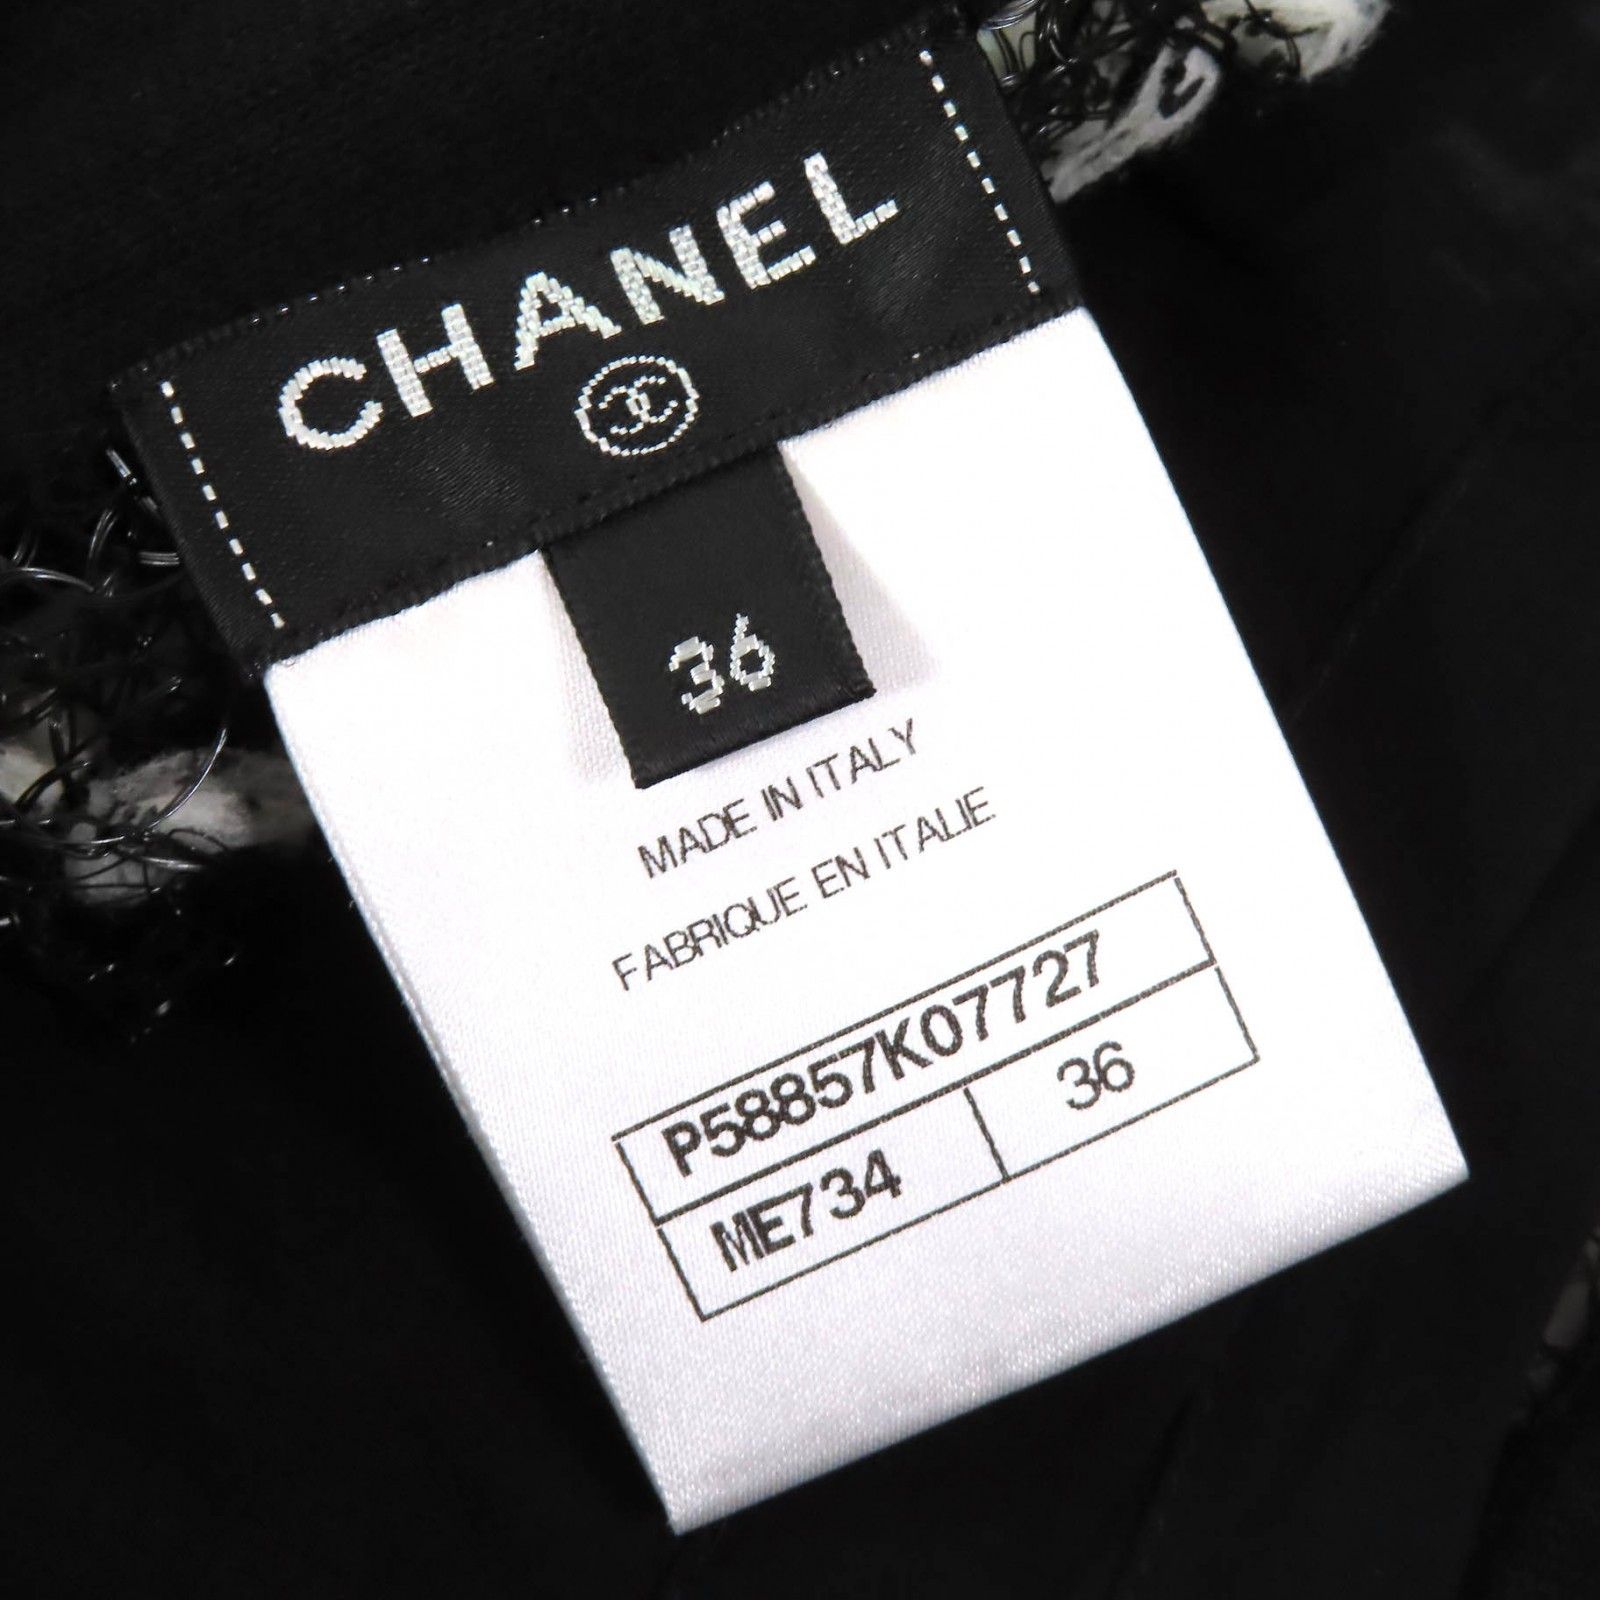 CHANEL
36
MADE IN ITALY
FABRIQUE EN ITALIE
P58857K07727
ME734 36